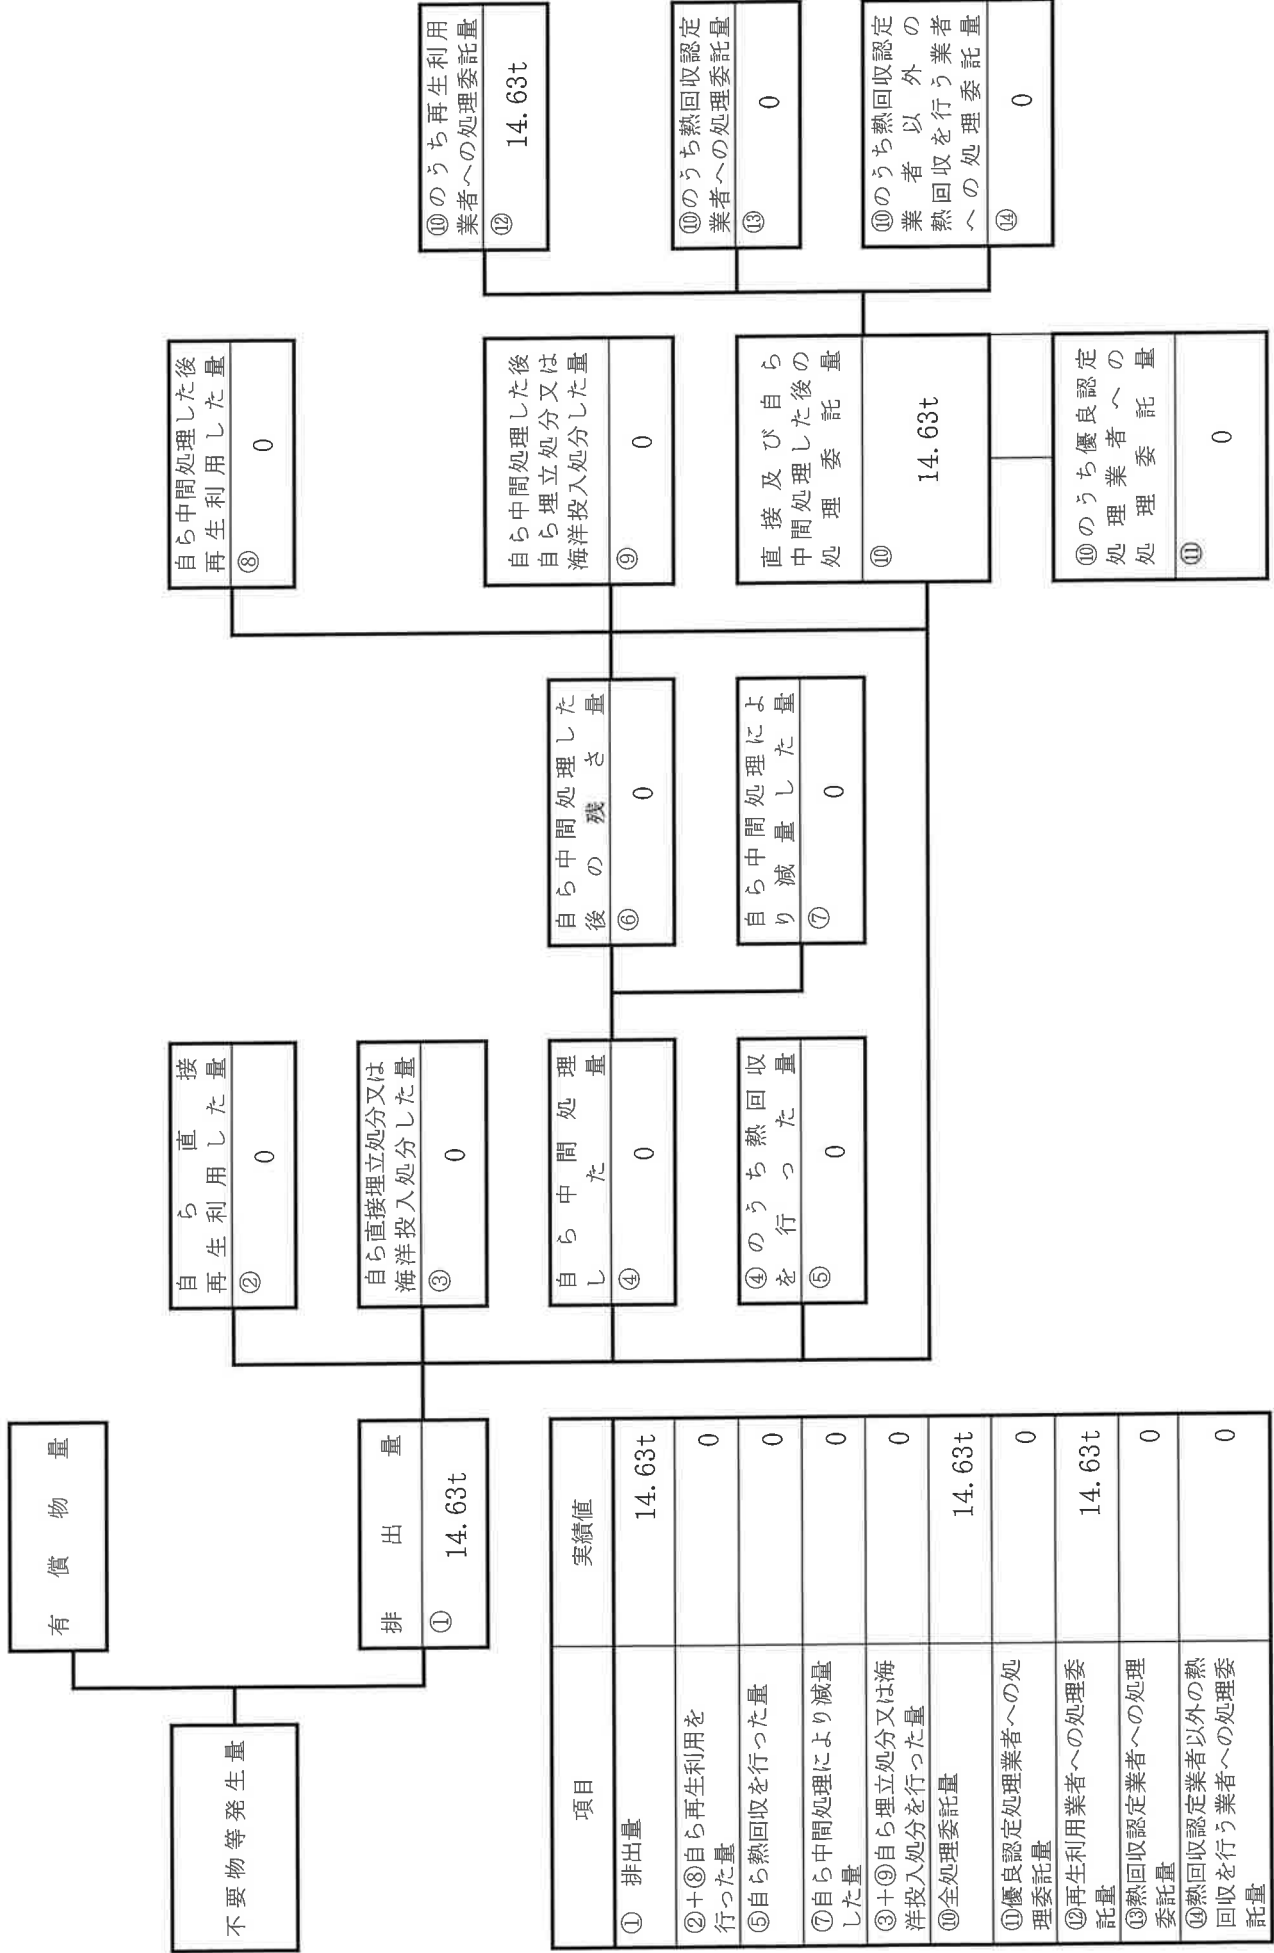 不要物等発生量
有償物量
排出量
① 14.63t
自ら直接
再生利用した量
② 0
自ら直接埋立処分又は
海洋投入処分した量
③ 0
自ら中間処理
した量
④ 0
④のうち熱回収
を行った量
⑤ 0
自ら中間処理した
後の残さ量
⑥ 0
自ら中間処理によ
り減量した量
⑦ 0
自ら中間処理した後
再生利用した量
⑧ 0
自ら中間処理した後
自ら埋立処分又は
海洋投入処分した量
⑨ 0
直接及び自ら
中間処理した後の
処理委託量
⑩ 14.63t
⑩のうち優良認定
処理業者への
処理委託量
⑪ 0
⑩のうち再生利用
業者への処理委託量
⑫ 14.63t
⑩のうち熱回収認定
業者への処理委託量
⑬ 0
⑩のうち熱回収認定
業者以外の
熱回収を行う業者
への処理委託量
⑭ 0
項目 実績値
① 排出量 14.63t
②+⑧自ら再生利用を
行った量 0
⑤自ら熱回収を行った量 0
⑦自ら中間処理により減量
した量 0
③+⑨自ら埋立処分又は海
洋投入処分を行った量 0
⑩全処理委託量 14.63t
⑪優良認定処理業者への処
理委託量 0
⑫再生利用業者への処理委
託量 14.63t
⑬熱回収認定業者への処理
委託量 0
⑭熱回収認定業者以外の熱
回収を行う業者への処理委
託量 0